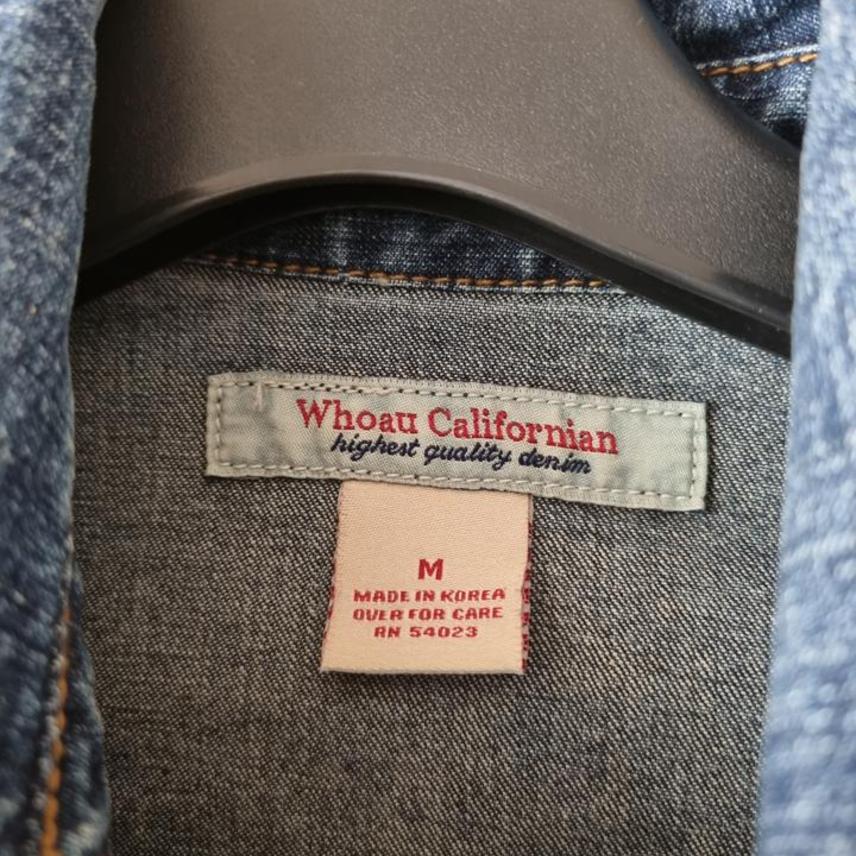 Whoau Californian
highest quality denim
M
MADE IN KOREA
OVER FOR CARE
RN 54023